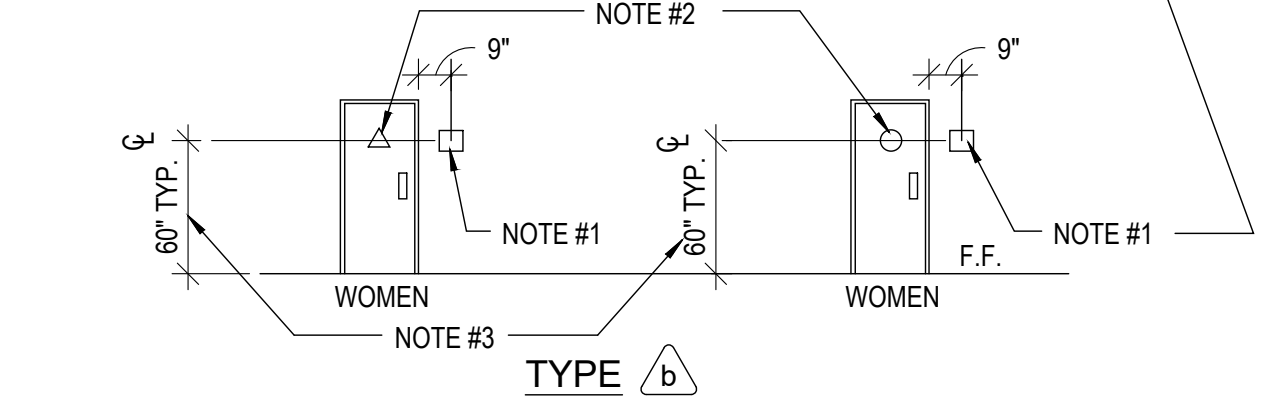 NOTE #2
9"
9"
℄
60" TYP.
℄
60" TYP.
NOTE #1
NOTE #1
F.F.
WOMEN
WOMEN
NOTE #3
TYPE b